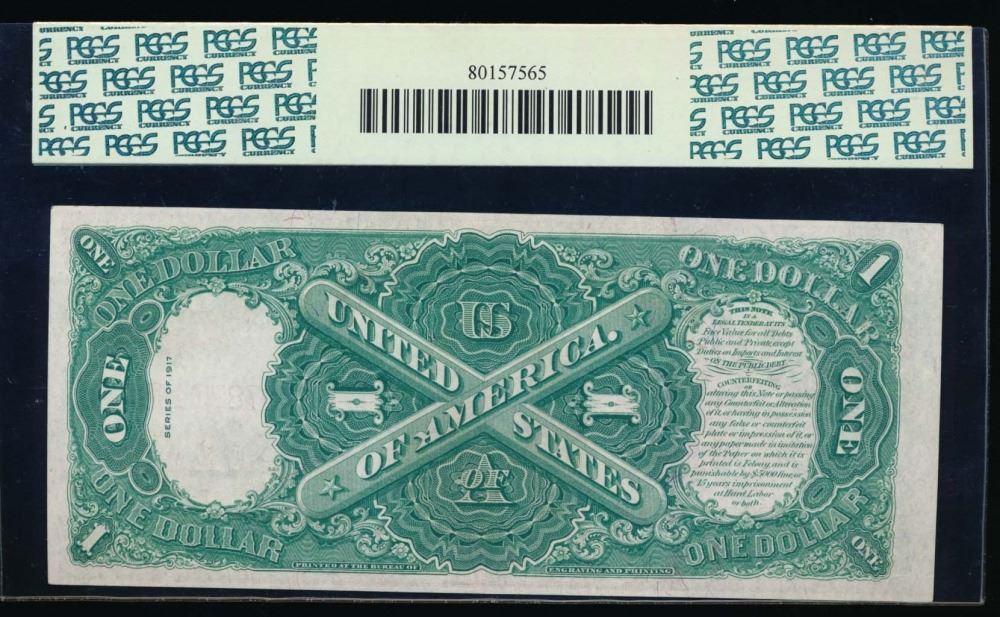 PCGS CURRENCY PCGS CURRENCY PCGS CURRENCY
80157565
ONE
ONE DOLLAR
ONE DOLLAR
1
UNITED STATES
OF AMERICA.
US
1
1
OF A
ONE
SERIES OF 1917
ONE
THIS NOTE
IS A
LEGAL TENDER AT ITS
Face Value for all Debts
Public and Private, except
Duties on Imports and Interest
ON THE PUBLIC DEBT.
COUNTERFEITING
or
altering this Note or passing
any Counterfeit or Alteration
of it, or having in possession
any false or counterfeit
plate or impression of it, or
any paper made in imitation
of the Paper on which it is
printed is Felony, and is
punishable by $5000 fine, or
15 years imprisonment
at Hard Labor
or both.
ONE DOLLAR
ONE DOLLAR
1
ONE
PRINTED AT THE BUREAU OF
ENGRAVING AND PRINTING